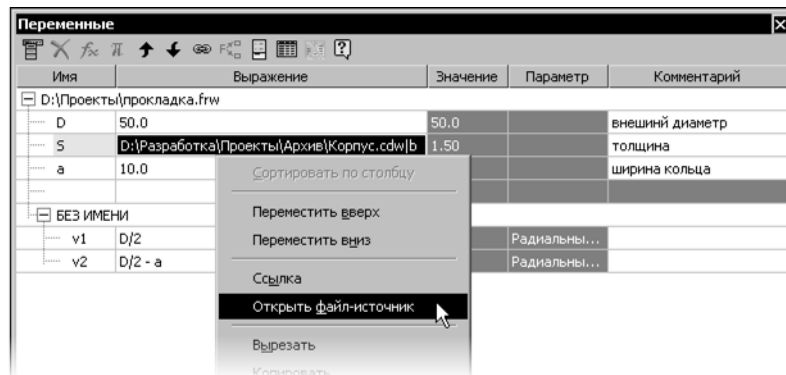 Переменные
Имя Выражение Значение Параметр Комментарий
D:\Проекты\прокладка.frw
D 50.0 50.0 внешинй диаметр
S D:\Разработка\Проекты\Архив\Корпус.cdw|b 1.50 толщина
a 10.0 ширина кольца
Сортировать по столбцу
БЕЗ ИМЕНИ
Переместить вверх
v1 D/2 Радиальны...
Переместить вниз
v2 D/2 - a Радиальны...
Ссылка
Открыть файл-источник
Вырезать
Копировать